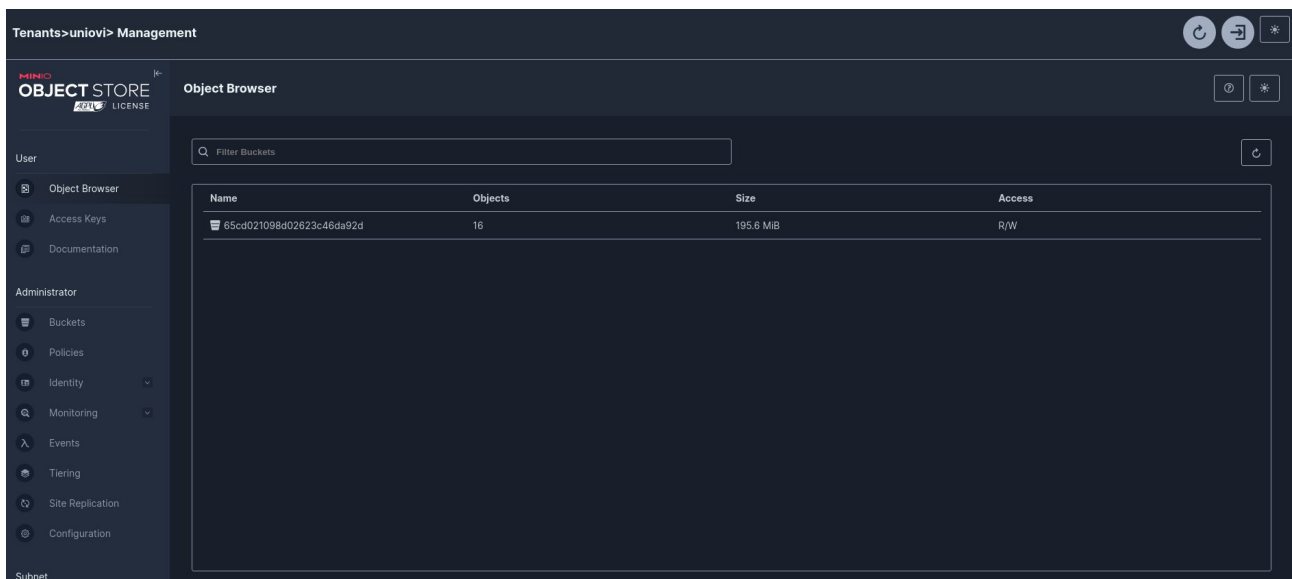 Tenants>uniovi> Management
MINIO
OBJECT STORE
AGPLv3 LICENSE
Object Browser
Filter Buckets
User
Object Browser
Access Keys
Documentation
Administrator
Buckets
Policies
Identity
Monitoring
Events
Tiering
Site Replication
Configuration
Subnet
Name Objects Size Access
65cd021098d02623c46da92d 16 195.6 MiB R/W